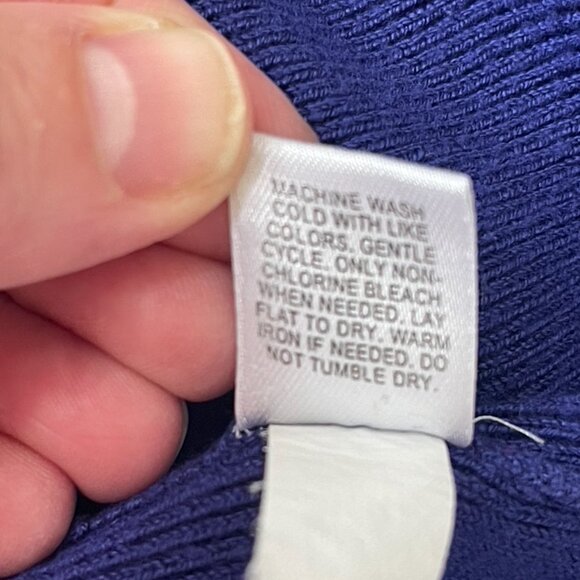 MACHINE WASH
COLD WITH LIKE
COLORS. GENTLE
CYCLE. ONLY NON-
CHLORINE BLEACH
WHEN NEEDED. LAY
FLAT TO DRY. WARM
IRON IF NEEDED. DO
NOT TUMBLE DRY.